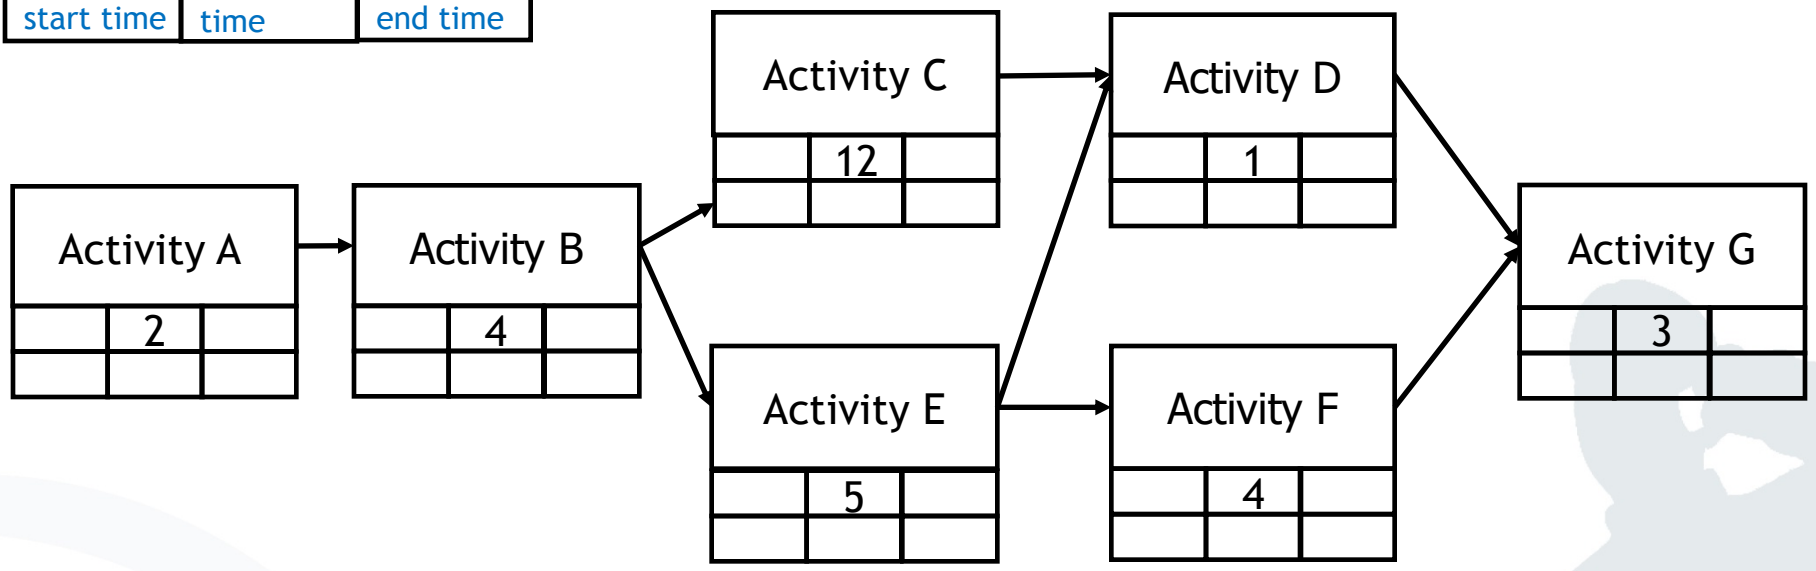 start time time end time
Activity C
12
Activity D
1
Activity A
2
Activity B
4
Activity G
3
Activity E
5
Activity F
4